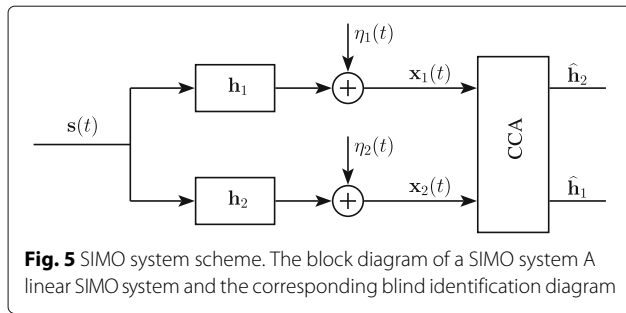 η₁(t)
h₁
x₁(t)
ĥ₂
s(t)
CCA
η₂(t)
h₂
x₂(t)
ĥ₁
Fig. 5 SIMO system scheme. The block diagram of a SIMO system A
linear SIMO system and the corresponding blind identification diagram